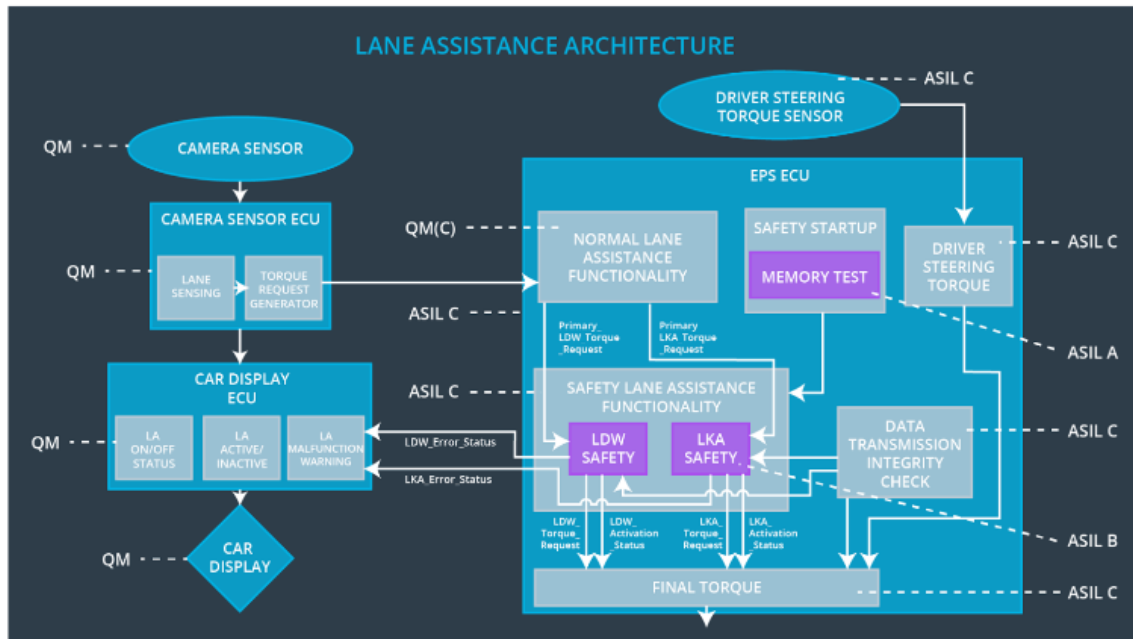 LANE ASSISTANCE ARCHITECTURE
ASIL C
DRIVER STEERING
TORQUE SENSOR
QM
CAMERA SENSOR
EPS ECU
CAMERA SENSOR ECU
QM(C)
NORMAL LANE
ASSISTANCE
FUNCTIONALITY
SAFETY STARTUP
MEMORY TEST
DRIVER
STEERING
TORQUE
ASIL C
QM
LANE
SENSING
TORQUE
REQUEST
GENERATOR
ASIL C
Primary_
LDW Torque
_Request
Primary_
LKA Torque
_Request
ASIL A
CAR DISPLAY
ECU
ASIL C
SAFETY LANE ASSISTANCE
FUNCTIONALITY
QM
LA
ON/OFF
STATUS
LA
ACTIVE/
INACTIVE
LA
MALFUNCTION
WARNING
LDW_Error_Status
LKA_Error_Status
LDW
SAFETY
LKA
SAFETY
DATA
TRANSMISSION
INTEGRITY
CHECK
ASIL C
LDW_
Torque_
Request
LDW_
Activation
_Status
LKA_
Torque_
Request
LKA_
Activation
_Status
ASIL B
QM
CAR
DISPLAY
FINAL TORQUE
ASIL C